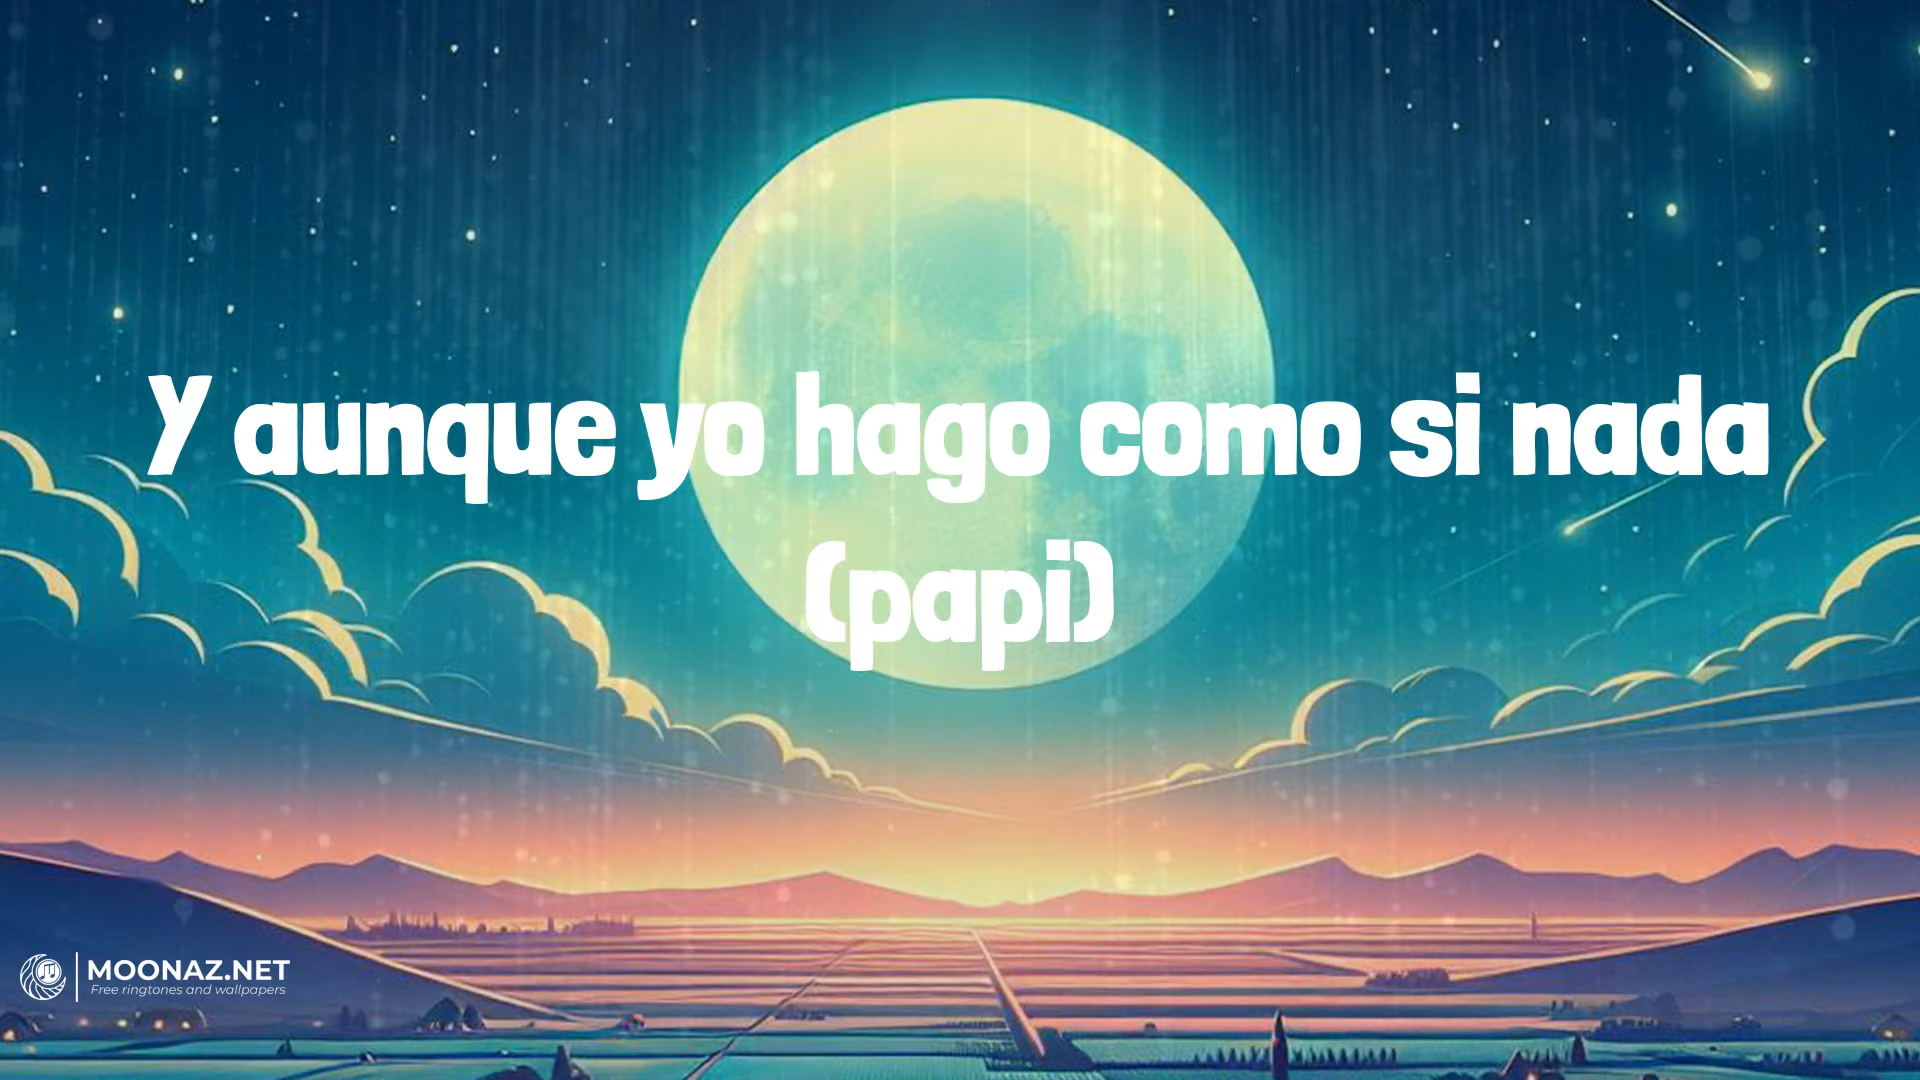 Y aunque yo hago como si nada
(papi)
MOONAZ.NET
Free ringtones and wallpapers